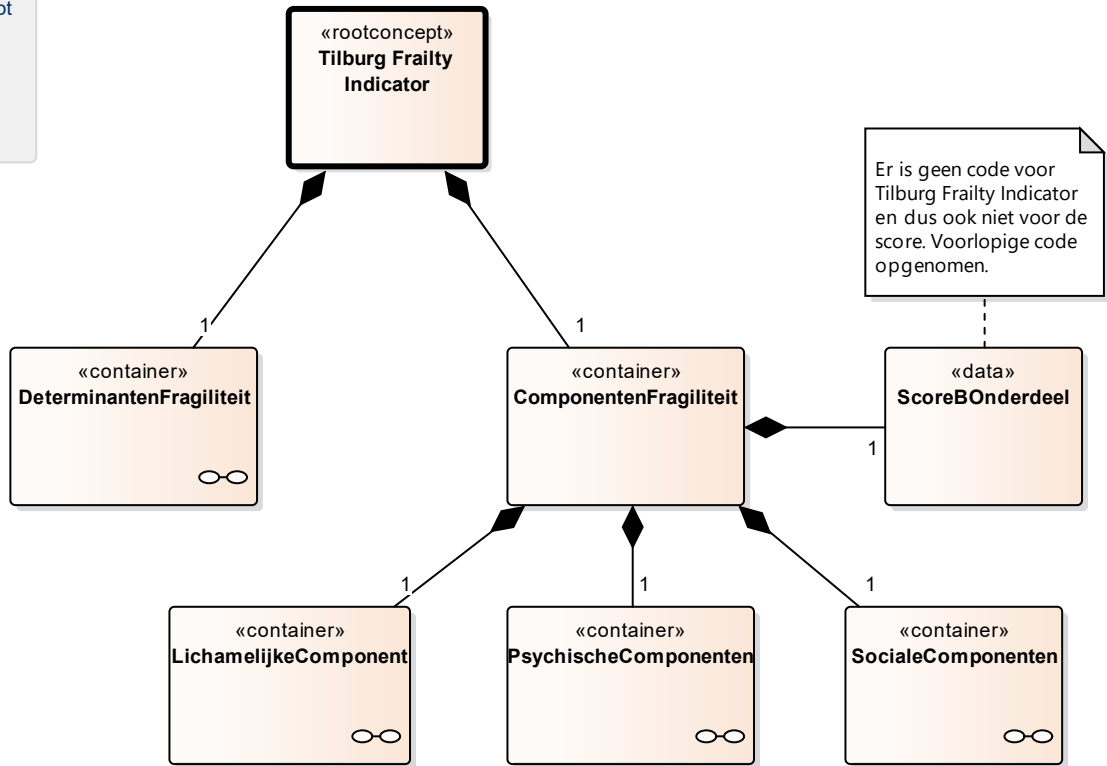 ot
«rootconcept»
Tilburg Frailty
Indicator
Er is geen code voor
Tilburg Frailty Indicator
en dus ook niet voor de
score. Voorlopige code
opgenomen.
1
1
«container»
DeterminantenFragiliteit
«container»
ComponentenFragiliteit
«data»
ScoreBOnderdeel
1
1
1
1
«container»
LichamelijkeComponent
«container»
PsychischeComponenten
«container»
SocialeComponenten